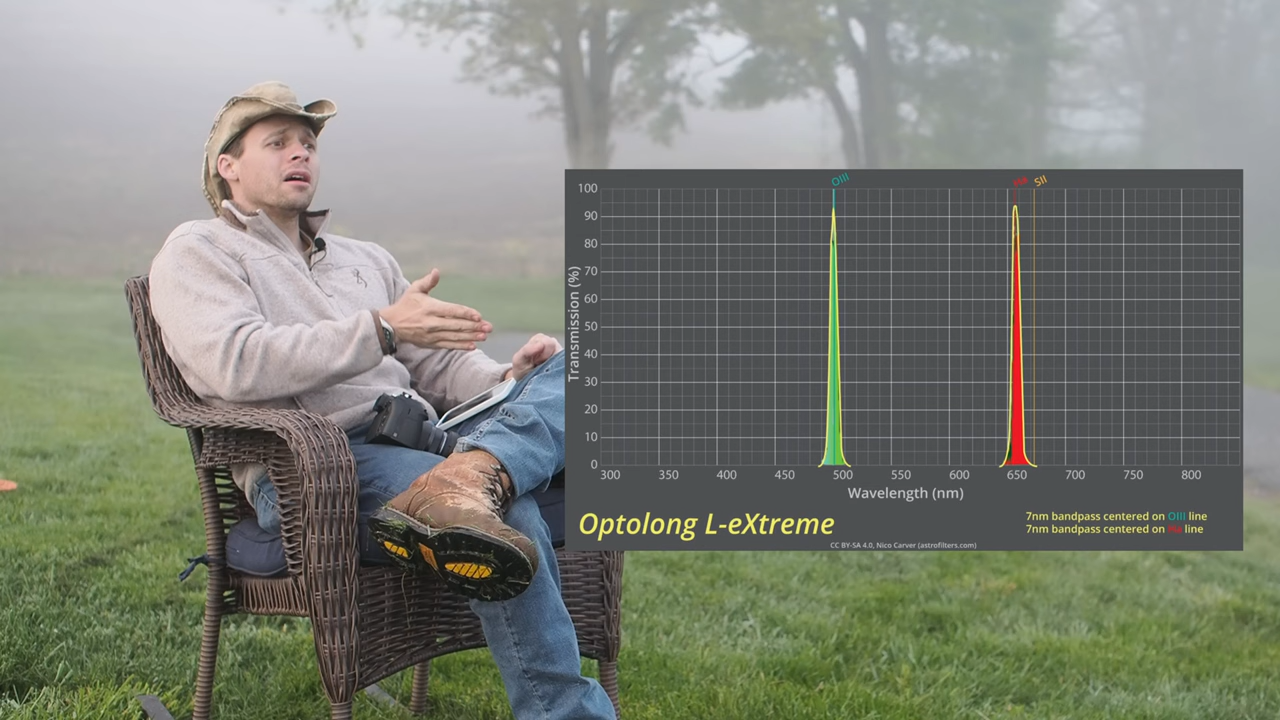 OIII Ha SII
100
90
80
70
60
50
40
30
20
10
0
Transmission (%)
300 350 400 450 500 550 600 650 700 750 800
Wavelength (nm)
Optolong L-eXtreme
7nm bandpass centered on OIII line
7nm bandpass centered on Ha line
CC BY-SA 4.0, Nico Carver (astrofilters.com)